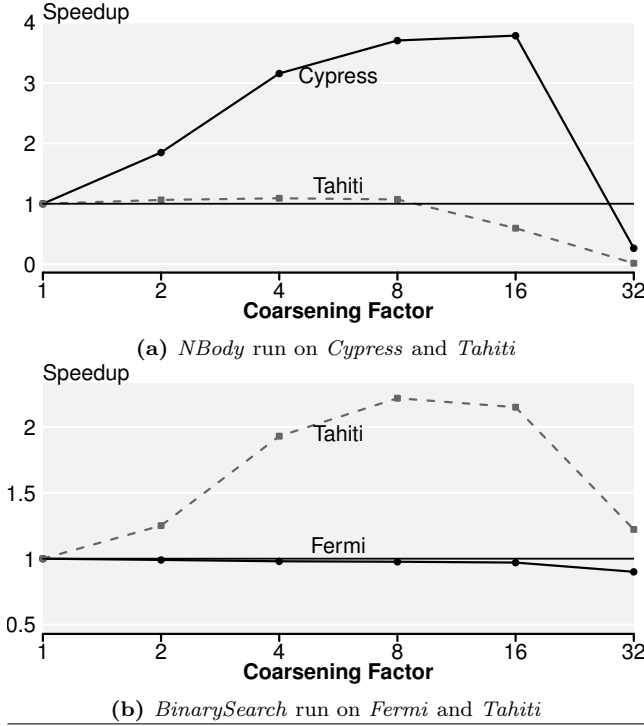 Speedup
4
3
Cypress
2
Tahiti
1
0
1 2 4 8 16 32
Coarsening Factor
(a) NBody run on Cypress and Tahiti
Speedup
2
Tahiti
1.5
Fermi
1
0.5
1 2 4 8 16 32
Coarsening Factor
(b) BinarySearch run on Fermi and Tahiti